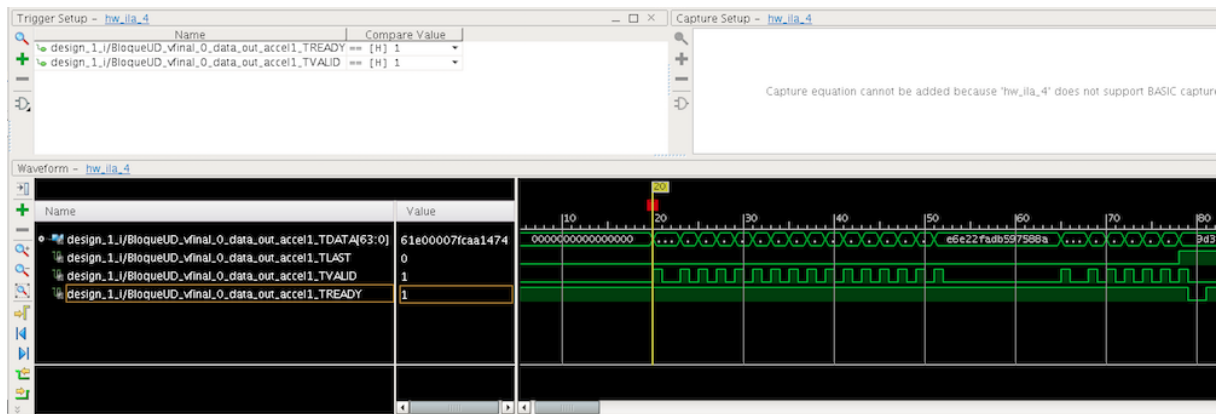 Trigger Setup - hw_ila_4
Capture Setup - hw_ila_4
Name Compare Value
design_1_i/BloqueUD_vfinal_0_data_out_accel1_TREADY == [H] 1
design_1_i/BloqueUD_vfinal_0_data_out_accel1_TVALID == [H] 1
Capture equation cannot be added because 'hw_ila_4' does not support BASIC capture
Waveform - hw_ila_4
20
Name Value
10 20 30 40 50 60 70 80
design_1_i/BloqueUD_vfinal_0_data_out_accel1_TDATA[63:0] 61e00007fcaa1474 0000000000000000 e6e22fadb597588a 9d3
design_1_i/BloqueUD_vfinal_0_data_out_accel1_TLAST 0
design_1_i/BloqueUD_vfinal_0_data_out_accel1_TVALID 1
design_1_i/BloqueUD_vfinal_0_data_out_accel1_TREADY 1